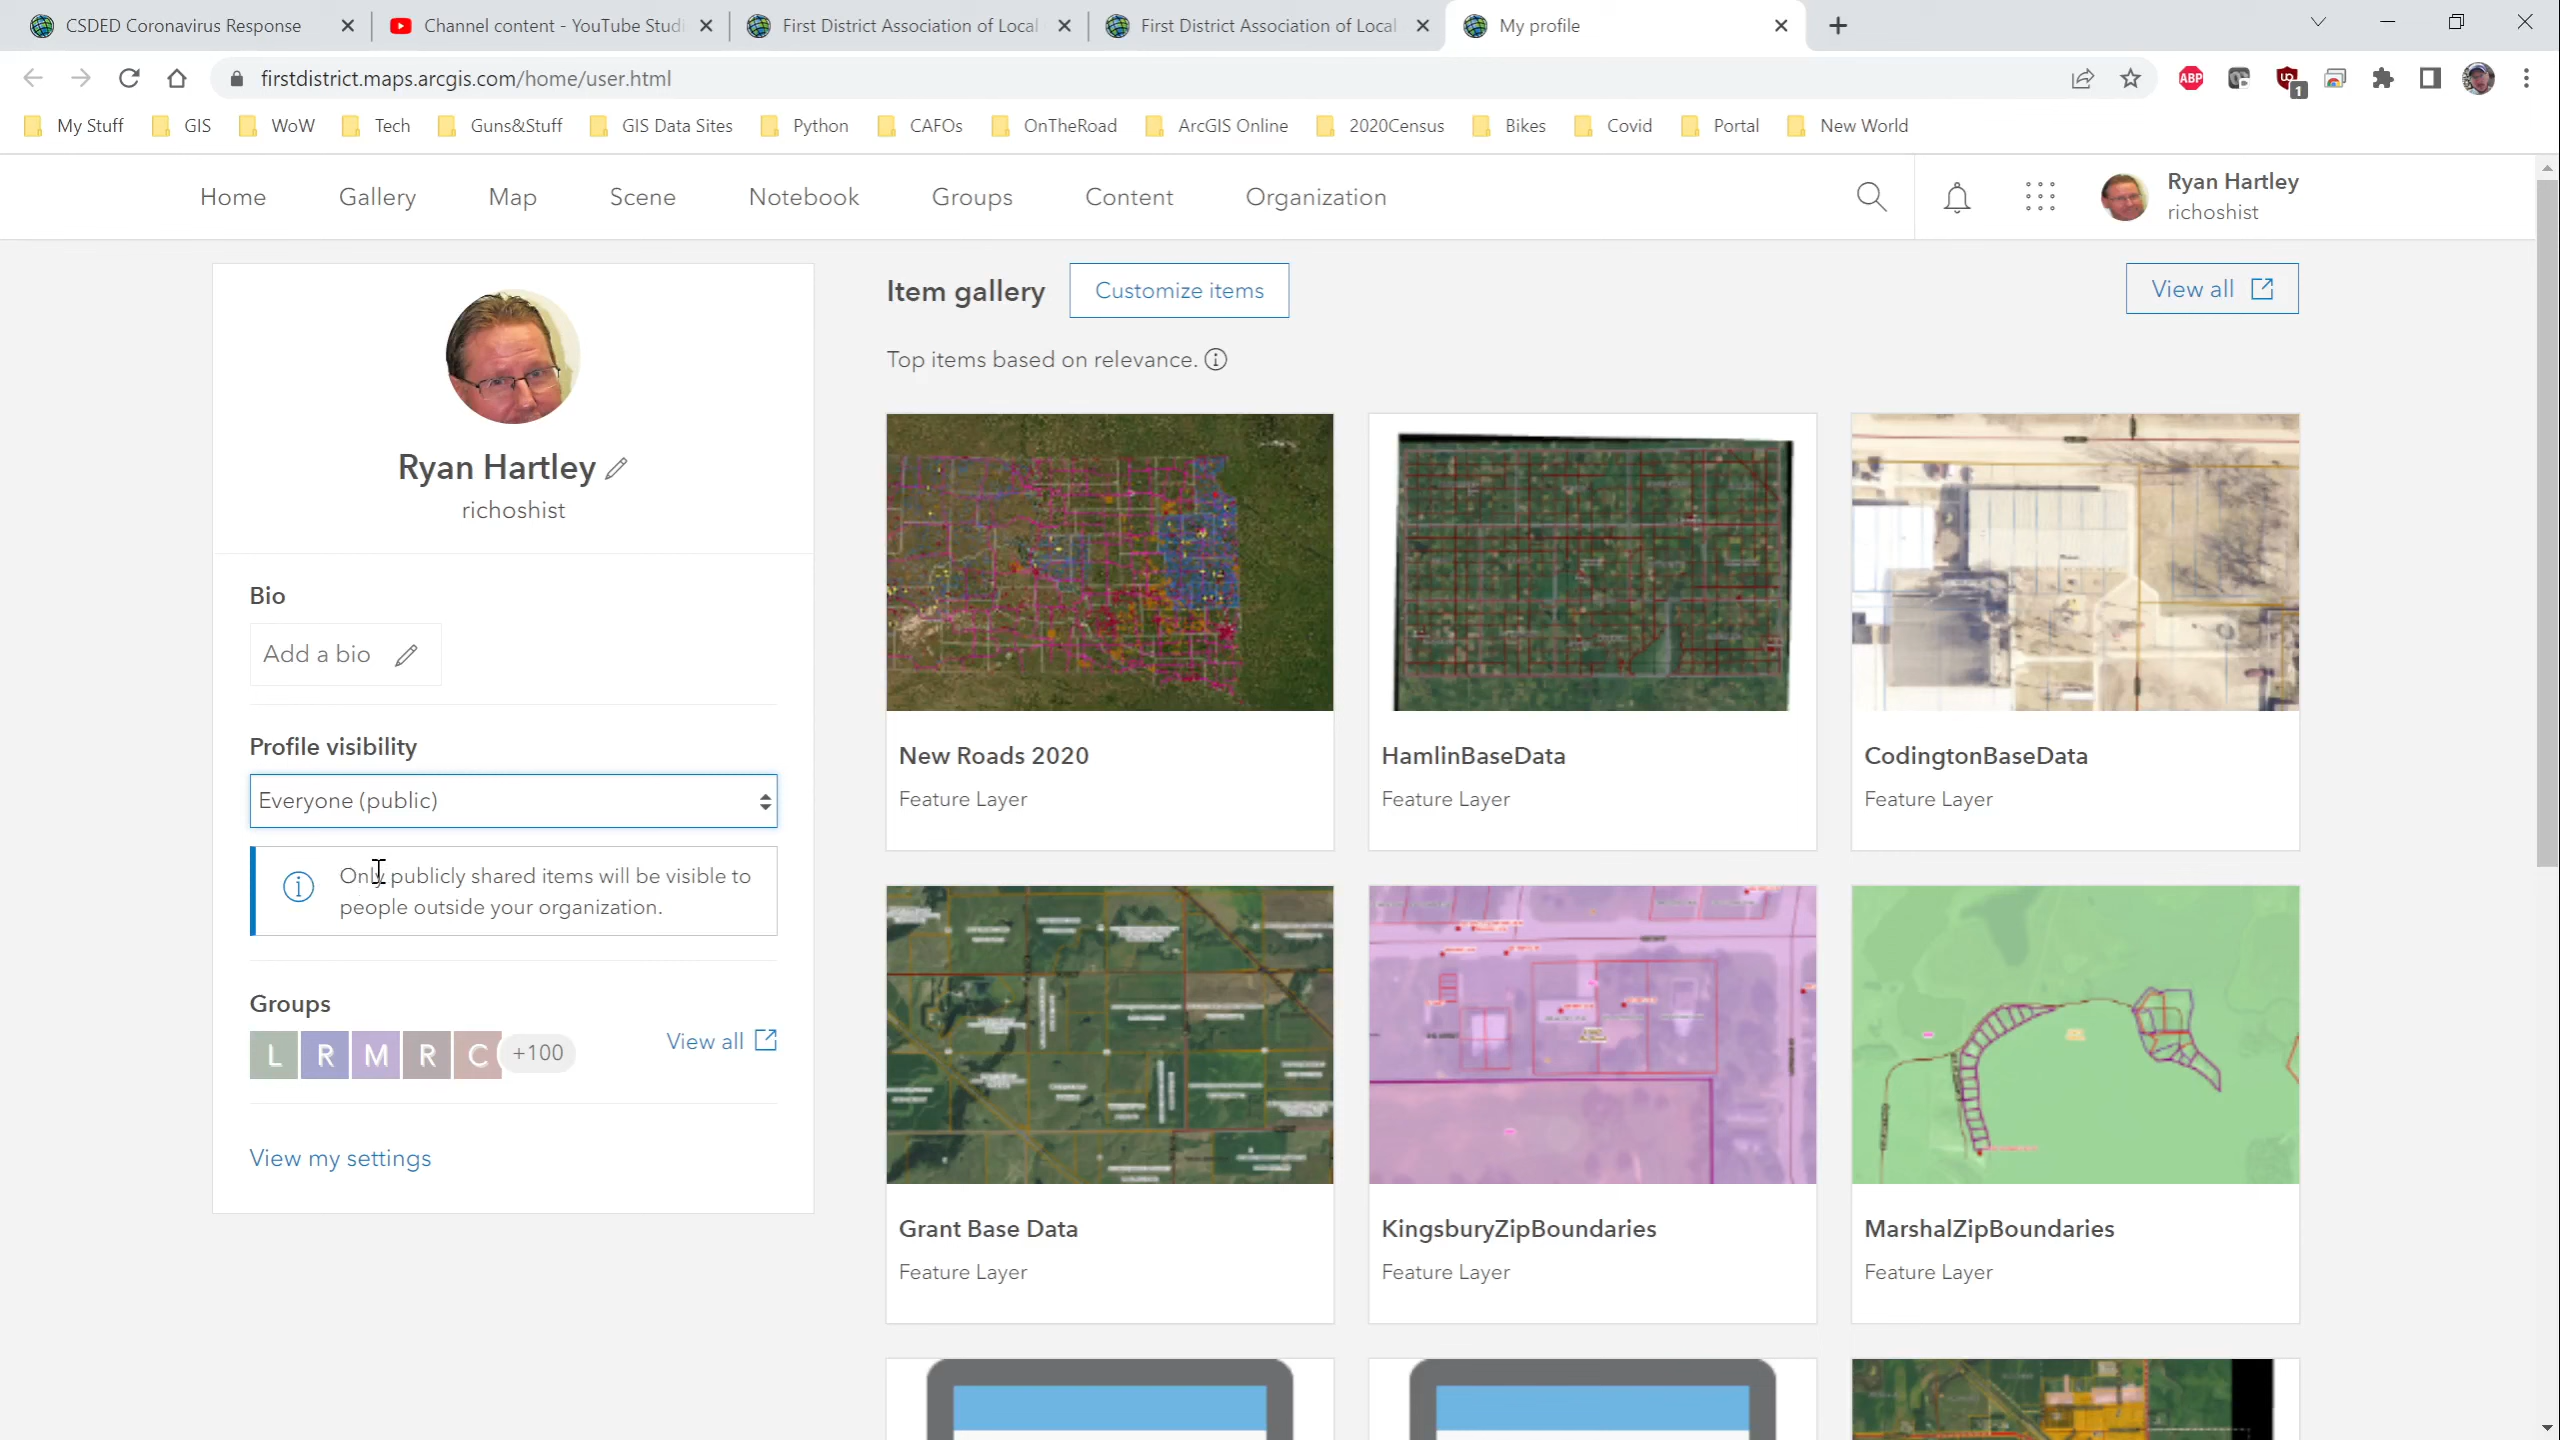 CSDED Coronavirus Response
Channel content - YouTube Studi
First District Association of Local
First District Association of Local
My profile
firstdistrict.maps.arcgis.com/home/user.html
ABP
1
My Stuff
GIS
WoW
Tech
Guns&Stuff
GIS Data Sites
Python
CAFOs
OnTheRoad
ArcGIS Online
2020Census
Bikes
Covid
Portal
New World
Home
Gallery
Map
Scene
Notebook
Groups
Content
Organization
Ryan Hartley
richoshist
Ryan Hartley
richoshist
Bio
Add a bio
Profile visibility
Everyone (public)
Only publicly shared items will be visible to
people outside your organization.
Groups
L R M R C +100
View all
View my settings
Item gallery
Customize items
View all
Top items based on relevance.
New Roads 2020
Feature Layer
HamlinBaseData
Feature Layer
CodingtonBaseData
Feature Layer
Grant Base Data
Feature Layer
KingsburyZipBoundaries
Feature Layer
MarshalZipBoundaries
Feature Layer